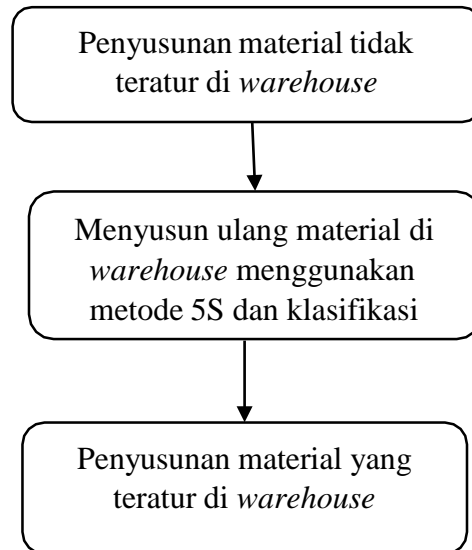 Penyusunan material tidak
teratur di warehouse
Menyusun ulang material di
warehouse menggunakan
metode 5S dan klasifikasi
Penyusunan material yang
teratur di warehouse